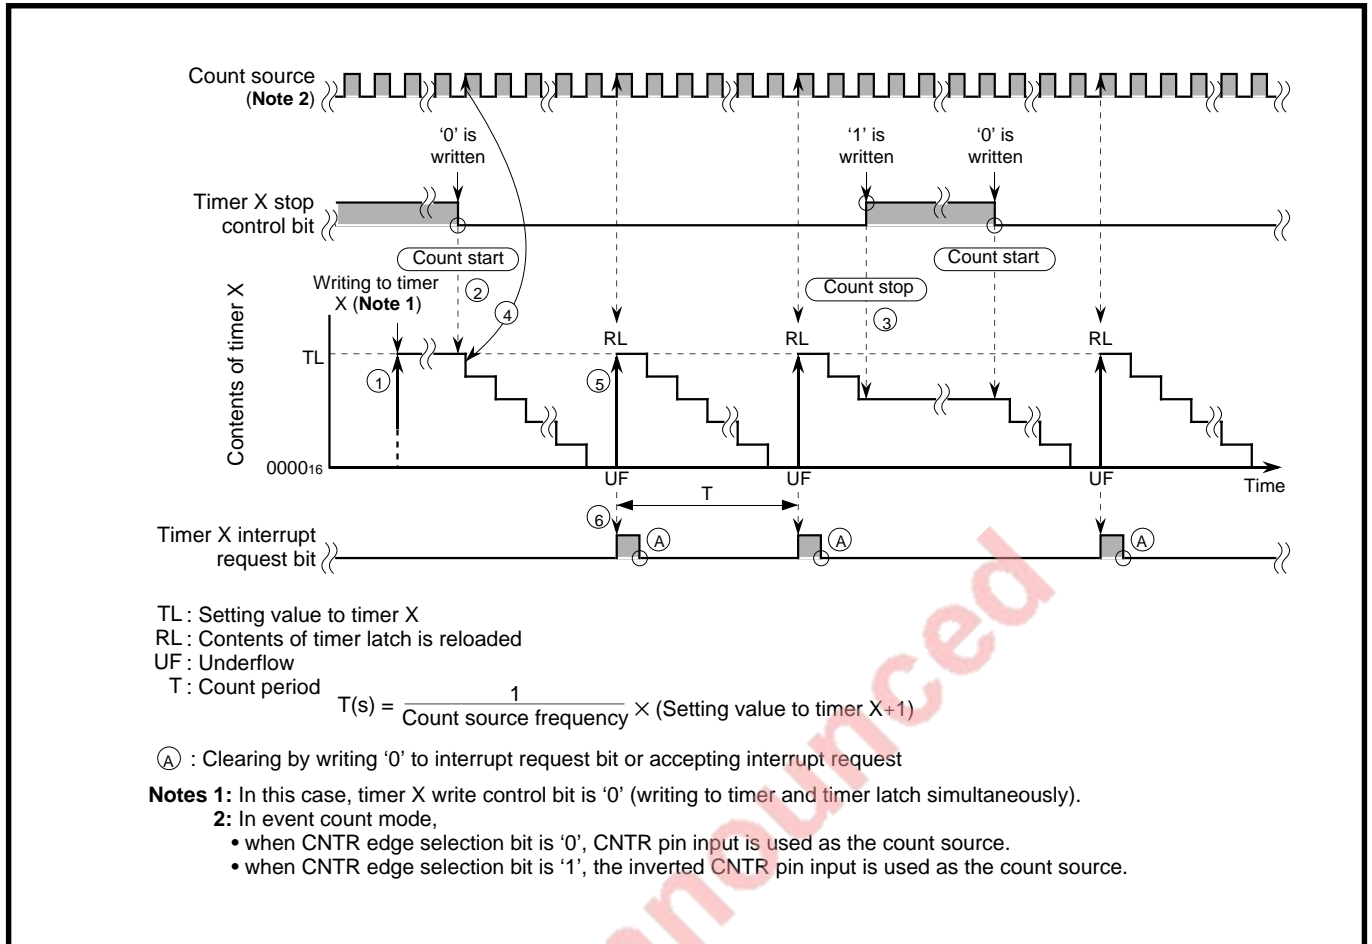 Count source
(Note 2)
‘0’ is
written
‘1’ is
written
‘0’ is
written
Timer X stop
control bit
Count start
Count start
Writing to timer
X (Note 1)
2
Count stop
4
3
Contents of timer X
RL
RL
RL
TL
1
5
000016
UF
UF
UF
Time
T
6
Timer X interrupt
request bit
A
A
A
TL : Setting value to timer X
RL : Contents of timer latch is reloaded
UF : Underflow
T : Count period
T(s) = 1 / Count source frequency × (Setting value to timer X+1)
A : Clearing by writing ‘0’ to interrupt request bit or accepting interrupt request
Notes 1: In this case, timer X write control bit is ‘0’ (writing to timer and timer latch simultaneously).
2: In event count mode,
• when CNTR edge selection bit is ‘0’, CNTR pin input is used as the count source.
• when CNTR edge selection bit is ‘1’, the inverted CNTR pin input is used as the count source.
nounced